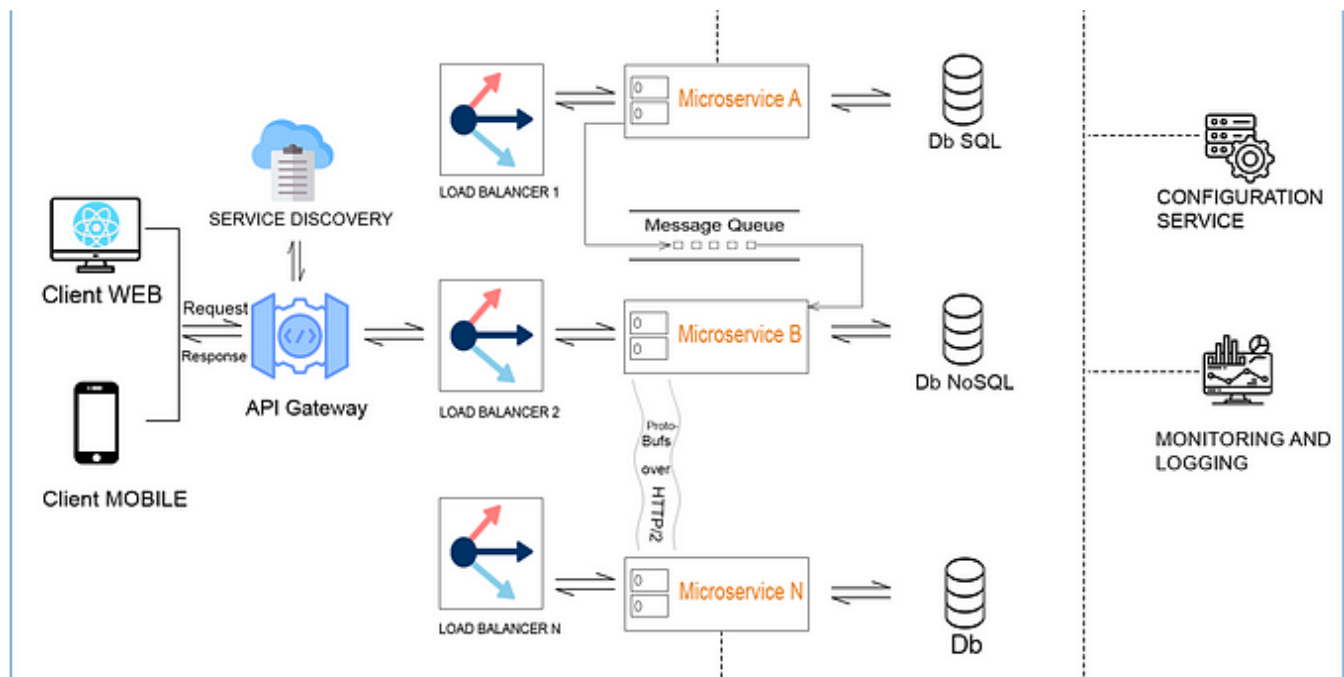 Microservice A
Db SQL
LOAD BALANCER 1
CONFIGURATION
SERVICE
SERVICE DISCOVERY
Message Queue
Client WEB
Request
Response
API Gateway
LOAD BALANCER 2
Microservice B
Db NoSQL
Proto-
Bufs
over
HTTP/2
MONITORING AND
LOGGING
Client MOBILE
LOAD BALANCER N
Microservice N
Db